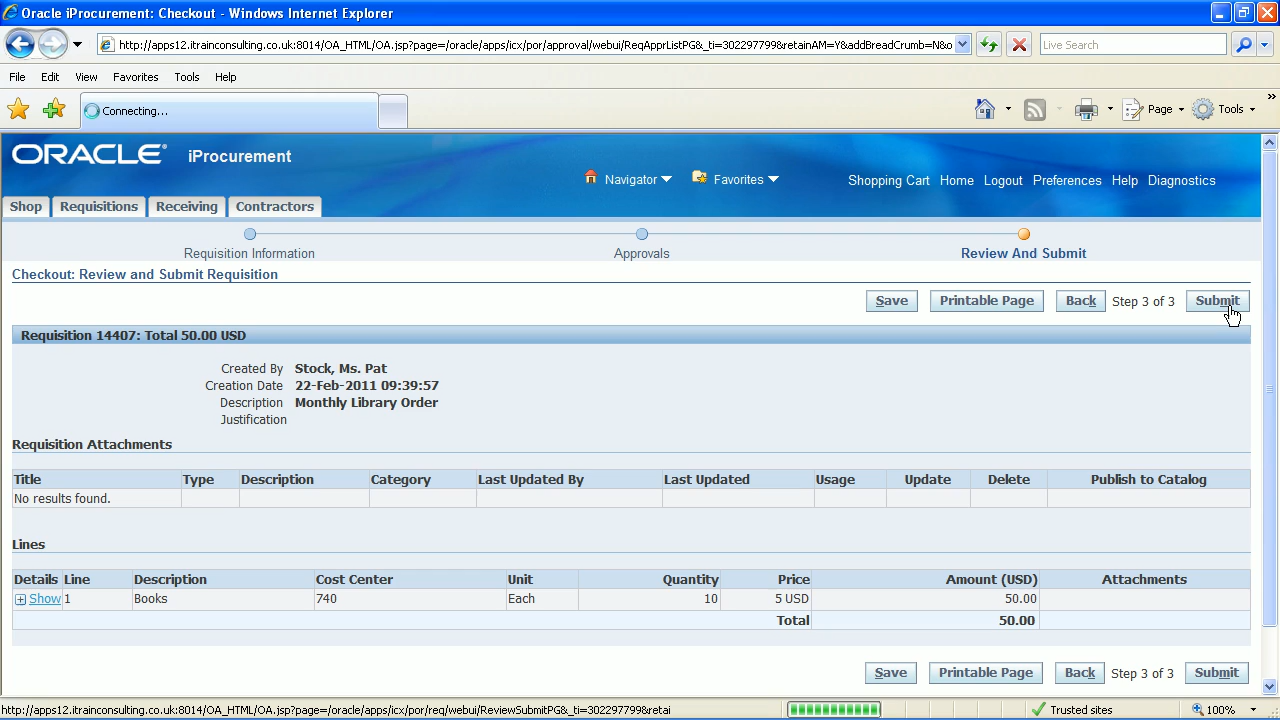 Oracle iProcurement: Checkout - Windows Internet Explorer
http://apps12.itrainconsulting.co.uk:8014/OA_HTML/OA.jsp?page=/oracle/apps/icx/por/approval/webui/ReqApprListPG&_ti=302297799&retainAM=Y&addBreadCrumb=N&o
Live Search
File Edit View Favorites Tools Help
Connecting...
Page Tools
ORACLE iProcurement
Navigator Favorites Shopping Cart Home Logout Preferences Help Diagnostics
Shop Requisitions Receiving Contractors
Requisition Information Approvals Review And Submit
Checkout: Review and Submit Requisition
Save Printable Page Back Step 3 of 3 Submit
Requisition 14407: Total 50.00 USD
Created By Stock, Ms. Pat
Creation Date 22-Feb-2011 09:39:57
Description Monthly Library Order
Justification
Requisition Attachments
Title Type Description Category Last Updated By Last Updated Usage Update Delete Publish to Catalog
No results found.
Lines
Details Line Description Cost Center Unit Quantity Price Amount (USD) Attachments
Show 1 Books 740 Each 10 5 USD 50.00
Total 50.00
Save Printable Page Back Step 3 of 3 Submit
http://apps12.itrainconsulting.co.uk:8014/OA_HTML/OA.jsp?page=/oracle/apps/icx/por/req/webui/ReviewSubmitPG&_ti=302297799&retai
Trusted sites 100%